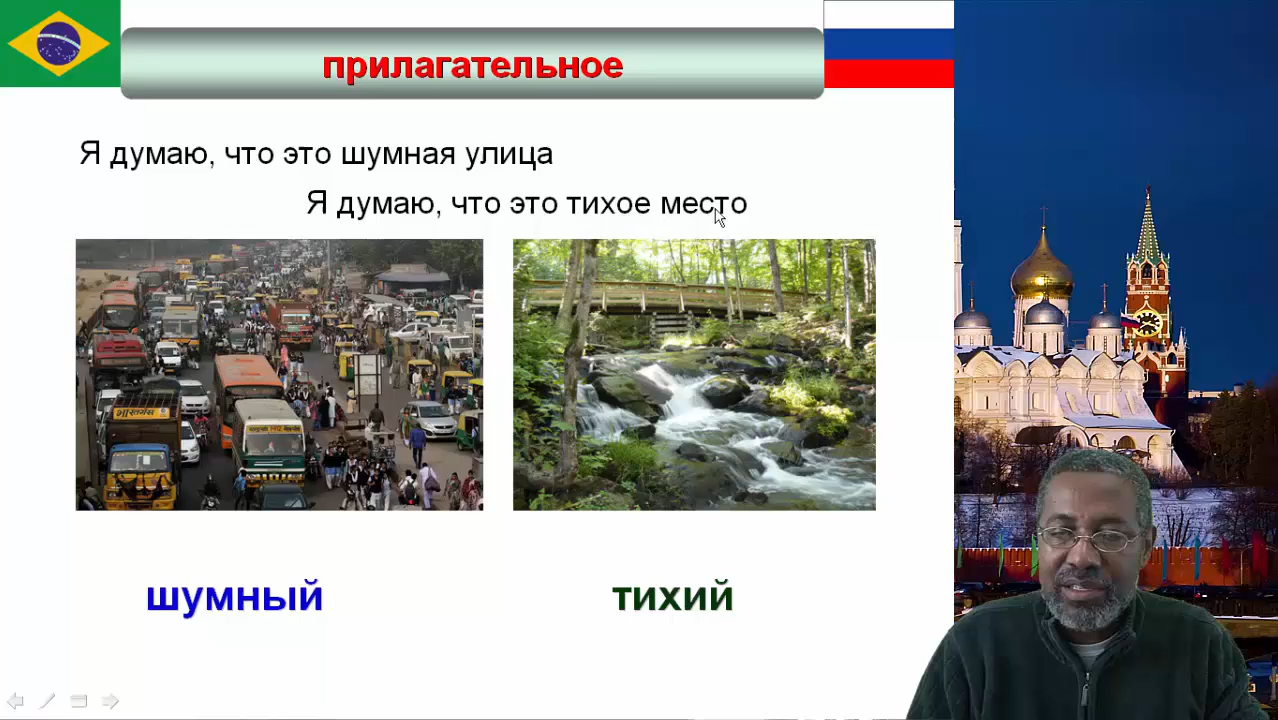 прилагательное
Я думаю, что это шумная улица
Я думаю, что это тихое место
шумный
тихий